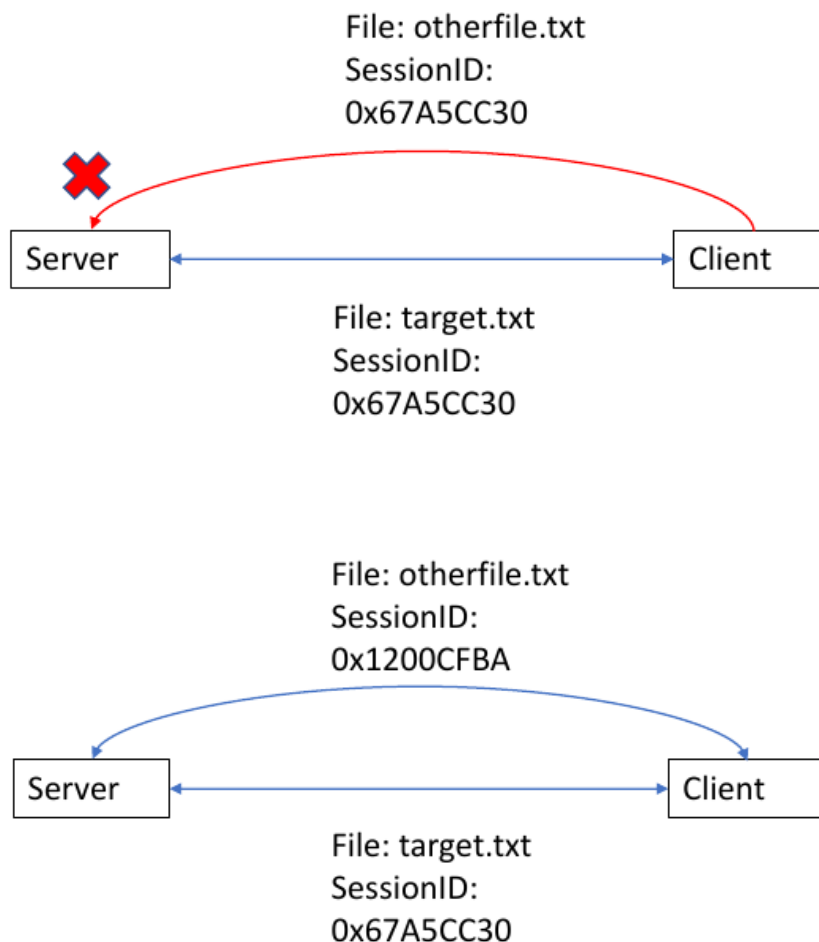 File: otherfile.txt
SessionID:
0x67A5CC30
Server
Client
File: target.txt
SessionID:
0x67A5CC30
File: otherfile.txt
SessionID:
0x1200CFBA
Server
Client
File: target.txt
SessionID:
0x67A5CC30